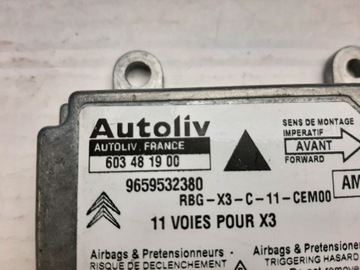 Autoliv
AUTOLIV. FRANCE
603 48 19 00
SENS DE MONTAGE
IMPERATIF
AVANT
FORWARD
9659532380
RBG-X3-C-11-CEM00
AM
11 VOIES POUR X3
Airbags & Pretensionneurs
RISQUE DE DECLENCHEMENT
Airbags & Pretensioners
TRIGGERING HAZARD